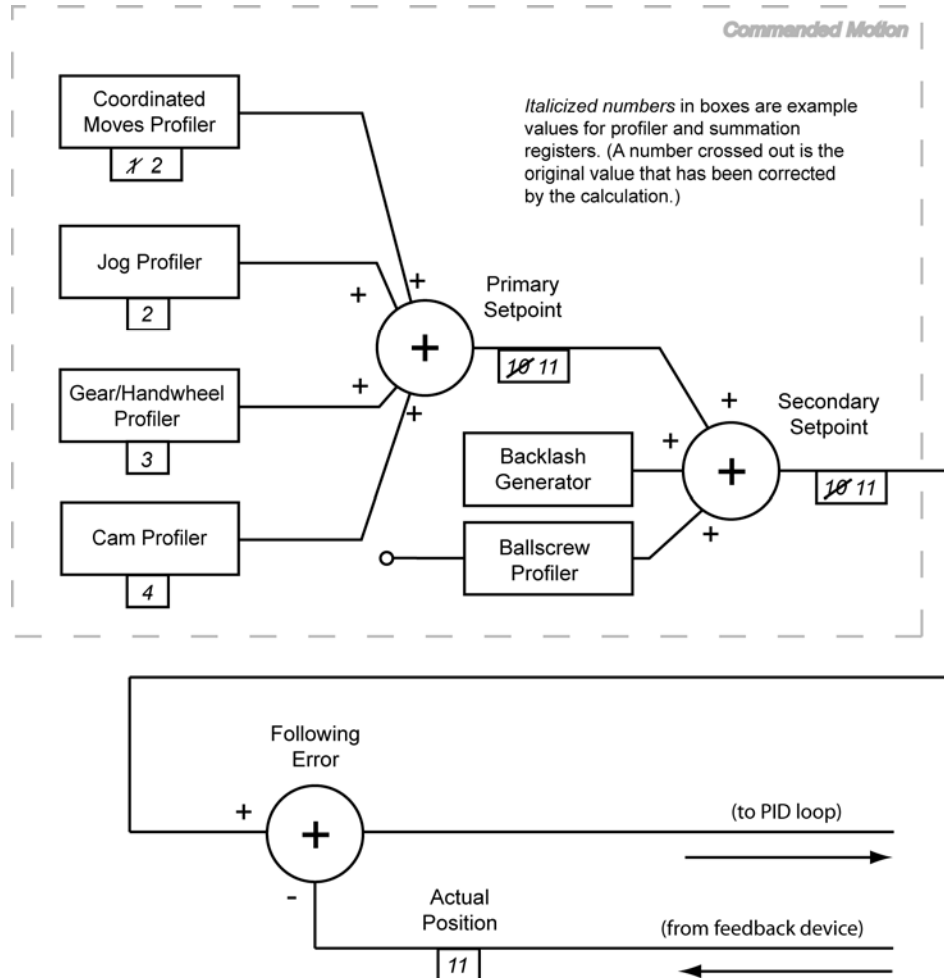 Commanded Motion
Coordinated
Moves Profiler
1 2
Italicized numbers in boxes are example
values for profiler and summation
registers. (A number crossed out is the
original value that has been corrected
by the calculation.)
Jog Profiler
2
+
+
Primary
Setpoint
+
10 11
Gear/Handwheel
Profiler
3
+
+
Secondary
Setpoint
+
+
Backlash
Generator
+
10 11
Cam Profiler
4
Ballscrew
Profiler
+
Following
Error
+
+
(to PID loop)
-
Actual
Position
(from feedback device)
11